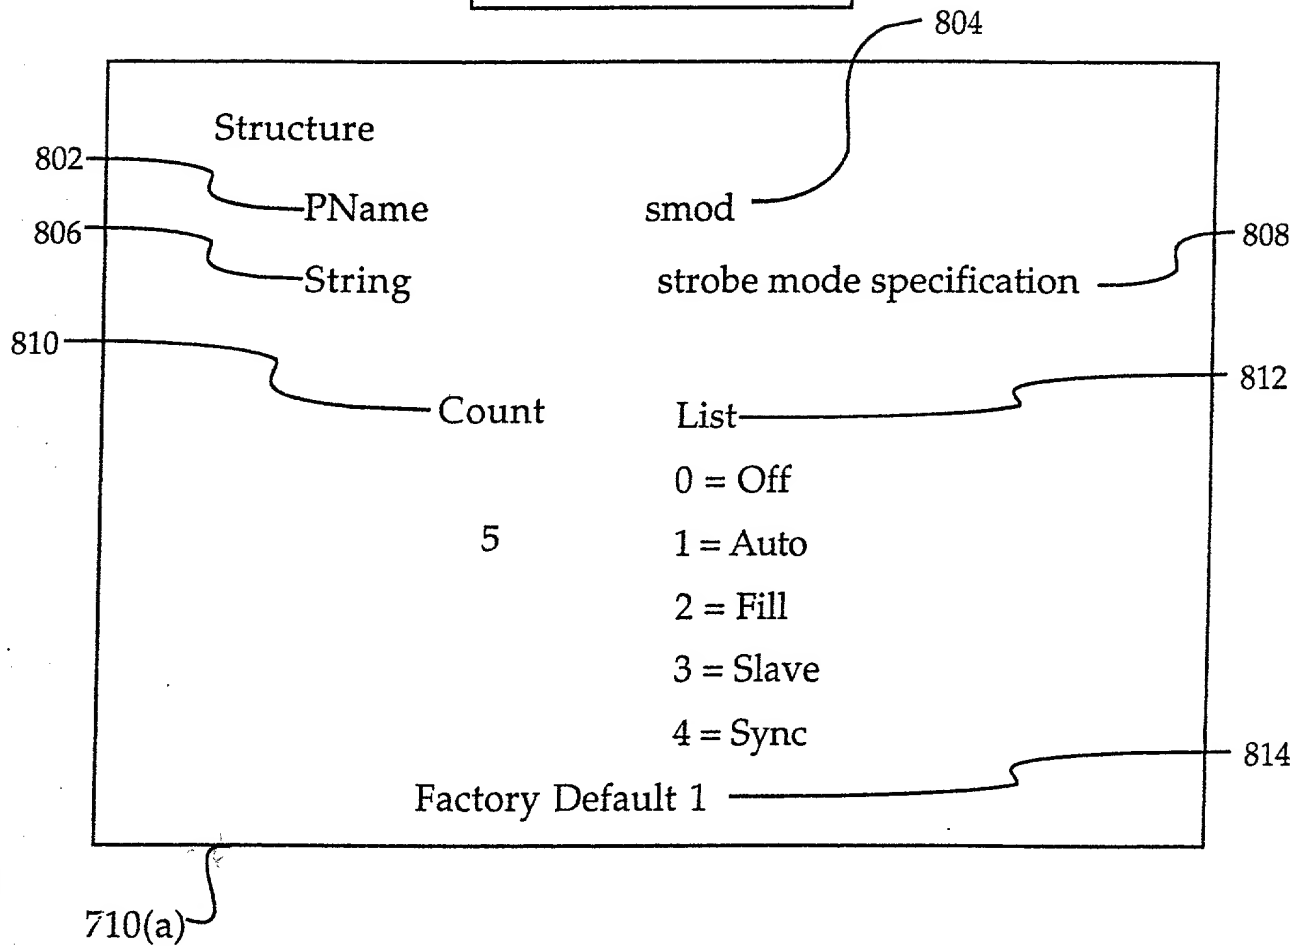 804
Structure
802
PName smod
806
String strobe mode specification
808
810
Count List
812
0 = Off
5
1 = Auto
2 = Fill
3 = Slave
4 = Sync
814
Factory Default 1
710(a)